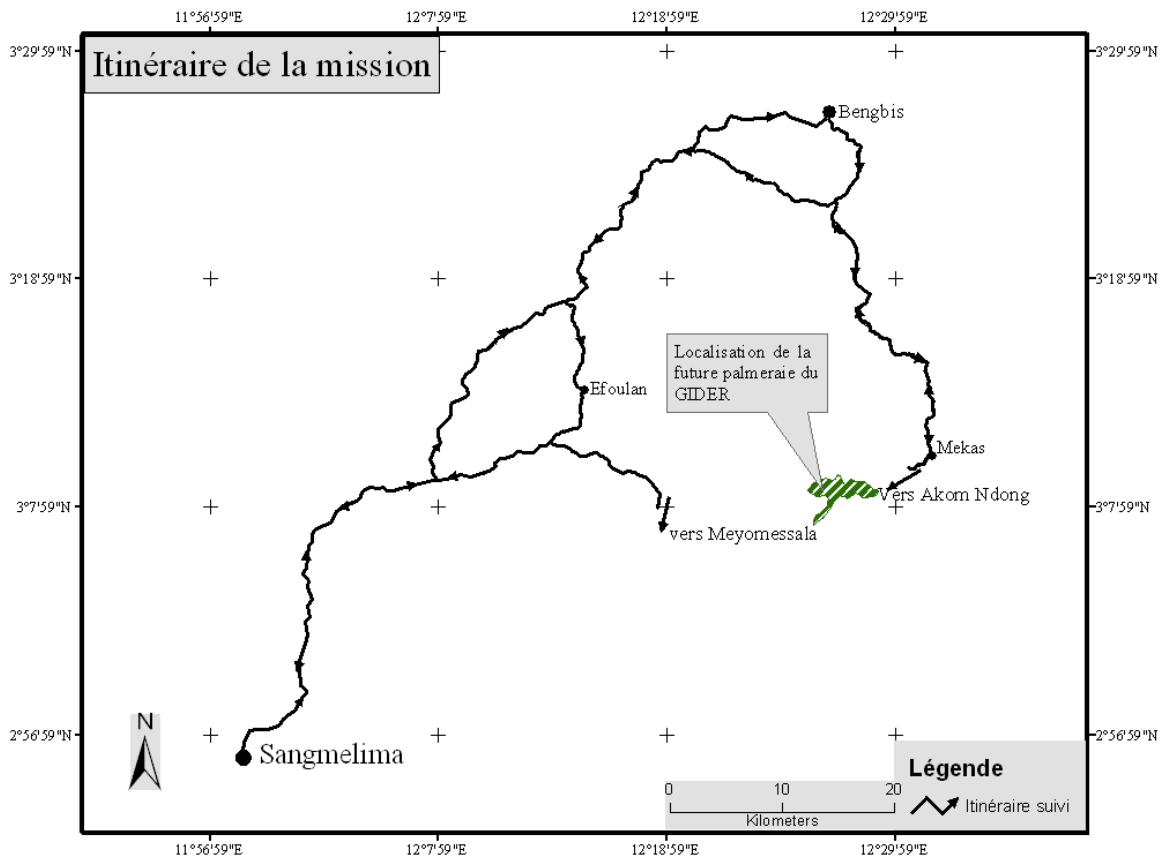 11°56'59"E 12°7'59"E 12°18'59"E 12°29'59"E
3°29'59"N 3°29'59"N
Itinéraire de la mission
Bengbis
3°18'59"N 3°18'59"N
Localisation de la
future palmeraie du
GIDER
Efoulan
Mekas
Vers Akom Ndong
3°7'59"N 3°7'59"N
vers Meyomessala
2°56'59"N 2°56'59"N
N
Sangmelima
Légende
0 10 20
Kilometers
Itinéraire suivi
11°56'59"E 12°7'59"E 12°18'59"E 12°29'59"E